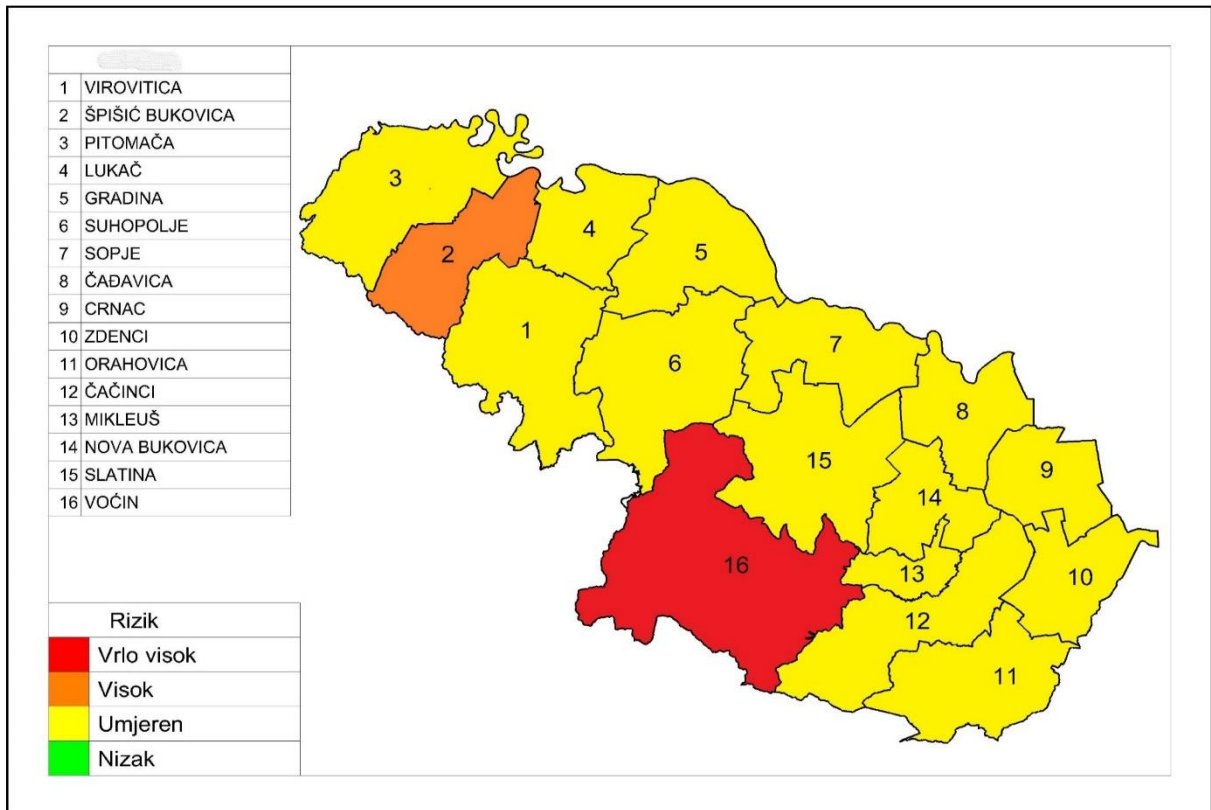 1 VIROVITICA
2 ŠPIŠIĆ BUKOVICA
3 PITOMAČA
4 LUKAČ
5 GRADINA
6 SUHOPOLJE
7 SOPJE
8 ČAĐAVICA
9 CRNAC
10 ZDENCI
11 ORAHOVICA
12 ČAČINCI
13 MIKLEUŠ
14 NOVA BUKOVICA
15 SLATINA
16 VOĆIN
Rizik
Vrlo visok
Visok
Umjeren
Nizak
3
2
4
5
1
6
7
8
15
9
14
16
13
10
12
11